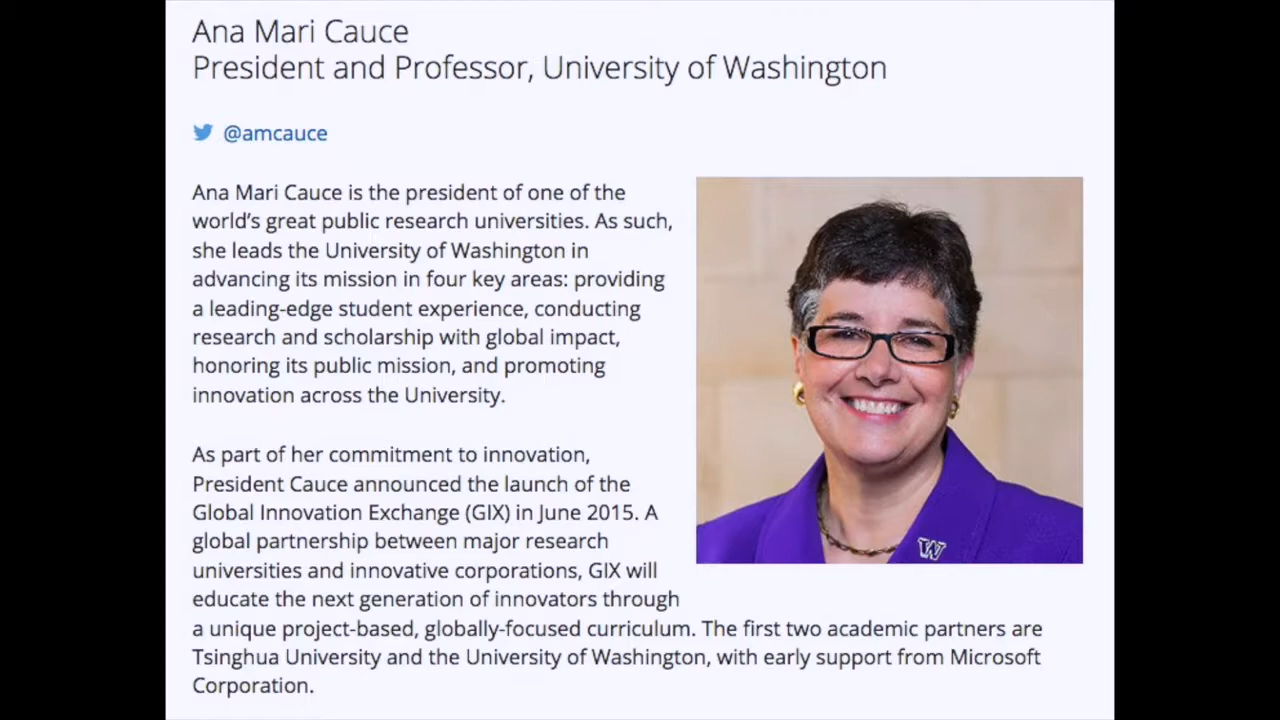 Ana Mari Cauce
President and Professor, University of Washington
@amcauce
Ana Mari Cauce is the president of one of the
world’s great public research universities. As such,
she leads the University of Washington in
advancing its mission in four key areas: providing
a leading-edge student experience, conducting
research and scholarship with global impact,
honoring its public mission, and promoting
innovation across the University.
As part of her commitment to innovation,
President Cauce announced the launch of the
Global Innovation Exchange (GIX) in June 2015. A
global partnership between major research
universities and innovative corporations, GIX will
educate the next generation of innovators through
a unique project-based, globally-focused curriculum. The first two academic partners are
Tsinghua University and the University of Washington, with early support from Microsoft
Corporation.
W